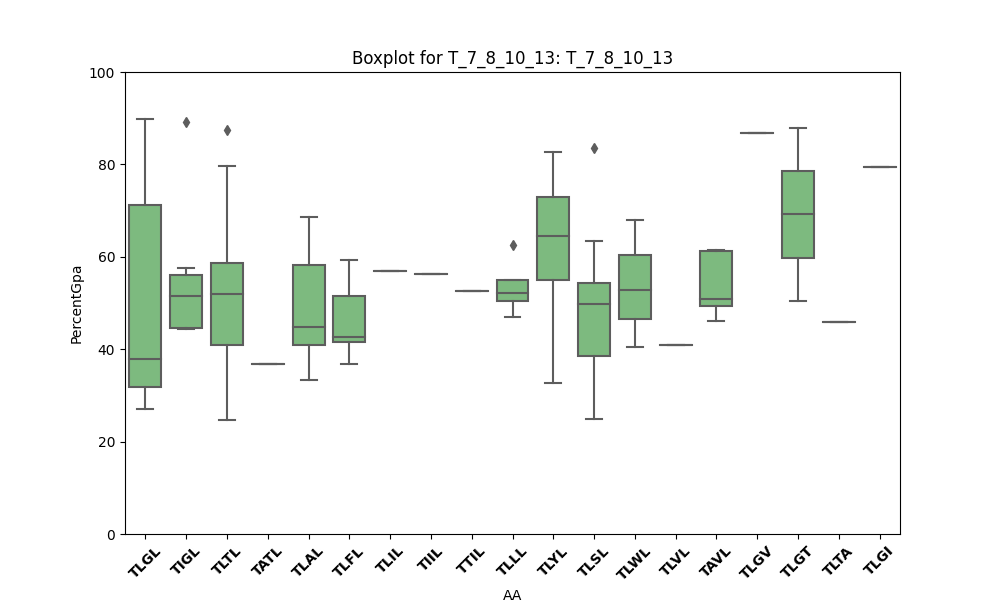 Boxplot for T_7_8_10_13: T_7_8_10_13
100
80
60
40
20
0
PercentGpa
TLGL TIGL TLTL TATL TLAL TLFL TLIL TIIL TTIL TLLL TLYL TLSL TLWL TLVL TAVL TLGV TLGT TLTA TLGI
AA